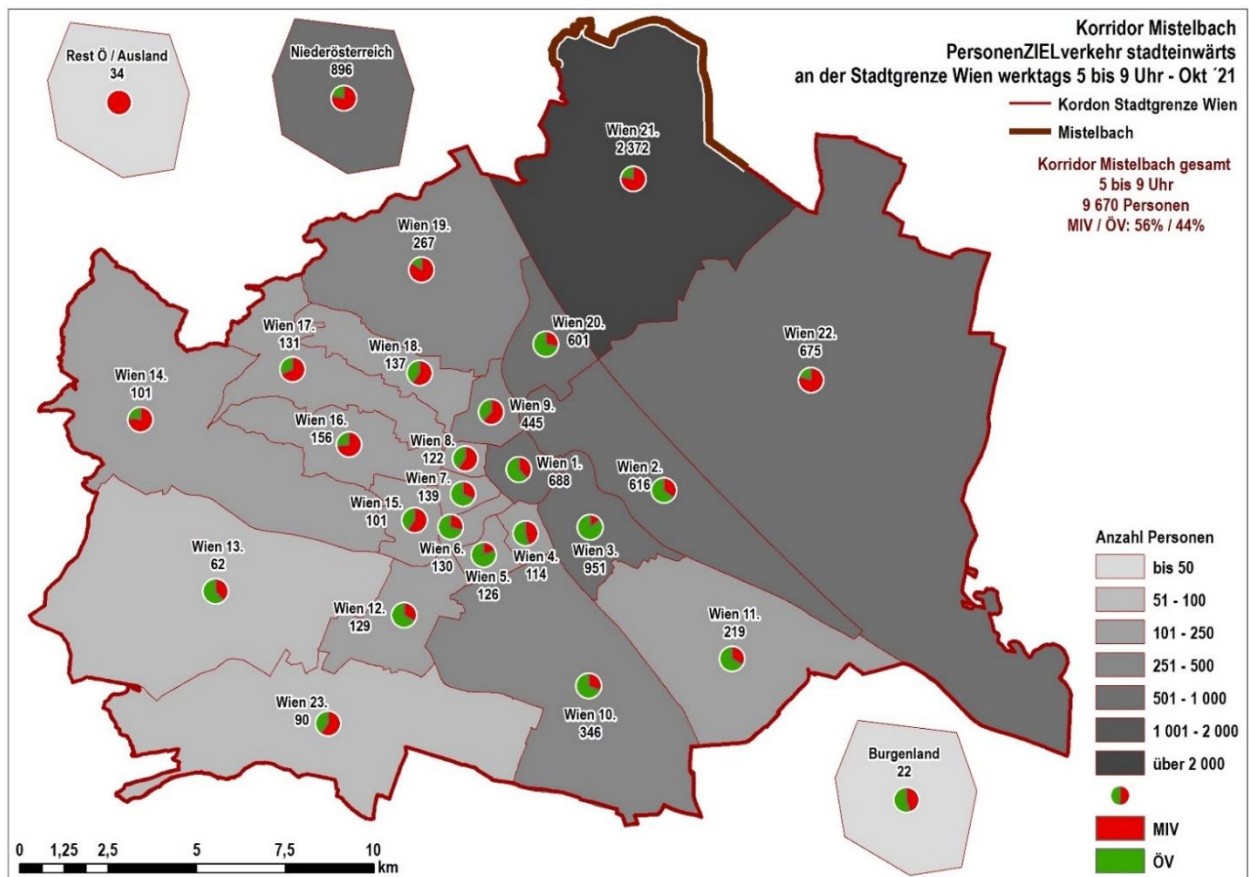 Korridor Mistelbach
PersonenZIELverkehr stadteinwärts
an der Stadtgrenze Wien werktags 5 bis 9 Uhr - Okt ´21
Kordon Stadtgrenze Wien
Mistelbach
Korridor Mistelbach gesamt
5 bis 9 Uhr
9 670 Personen
MIV / ÖV: 56% / 44%
Rest Ö / Ausland
34
Niederösterreich
896
Wien 21.
2 372
Wien 19.
267
Wien 20.
601
Wien 17.
131
Wien 18.
137
Wien 22.
675
Wien 14.
101
Wien 16.
156
Wien 9.
445
Wien 8.
122
Wien 1.
688
Wien 2.
616
Wien 7.
139
Wien 15.
101
Wien 6.
130
Wien 5.
126
Wien 4.
114
Wien 3.
951
Wien 13.
62
Wien 12.
129
Wien 11.
219
Wien 23.
90
Wien 10.
346
Burgenland
22
Anzahl Personen
bis 50
51 - 100
101 - 250
251 - 500
501 - 1 000
1 001 - 2 000
über 2 000
MIV
ÖV
0 1,25 2,5 5 7,5 10
km